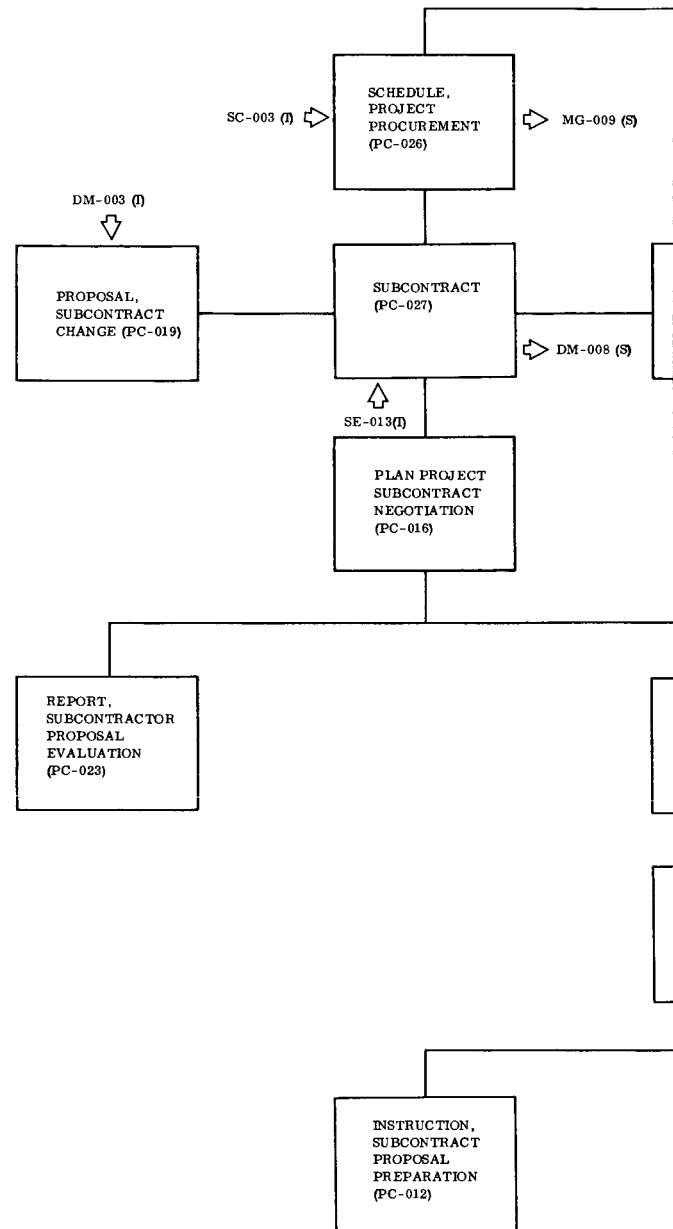 SCHEDULE,
PROJECT
PROCUREMENT
(PC-026)
SC-003 (I)
MG-009 (S)
DM-003 (I)
PROPOSAL,
SUBCONTRACT
CHANGE (PC-019)
SUBCONTRACT
(PC-027)
DM-008 (S)
SE-013(I)
PLAN PROJECT
SUBCONTRACT
NEGOTIATION
(PC-016)
REPORT,
SUBCONTRACTOR
PROPOSAL
EVALUATION
(PC-023)
INSTRUCTION,
SUBCONTRACT
PROPOSAL
PREPARATION
(PC-012)